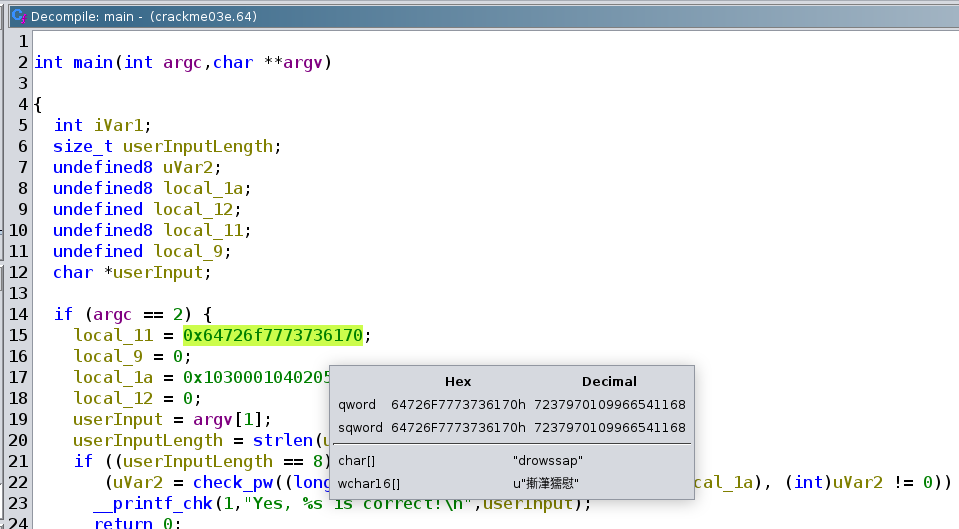 Decompile: main - (crackme03e.64)
1
2 int main(int argc,char **argv)
3
4 {
5 int iVar1;
6 size_t userInputLength;
7 undefined8 uVar2;
8 undefined8 local_1a;
9 undefined local_12;
10 undefined8 local_11;
11 undefined local_9;
12 char *userInput;
13
14 if (argc == 2) {
15 local_11 = 0x64726f7773736170;
16 local_9 = 0;
17 local_1a = 0x1030001040205
18 local_12 = 0;
19 userInput = argv[1];
20 userInputLength = strlen(u
21 if ((userInputLength == 8)
22 (uVar2 = check_pw((long cal_1a), (int)uVar2 != 0))
23 __printf_chk(1,"Yes, %s is correct!\n",userInput);
24 return 0;
Hex Decimal
qword 64726F7773736170h 7237970109966541168
sqword 64726F7773736170h 7237970109966541168
char[] "drowssap"
wchar16[] u"